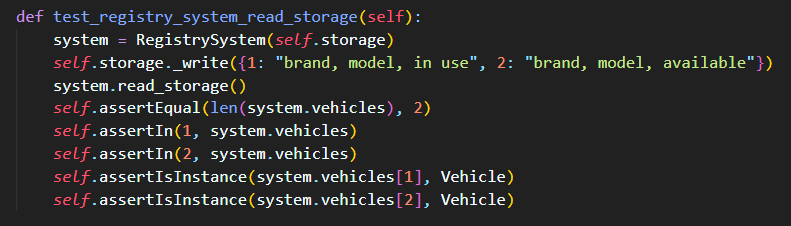 def test_registry_system_read_storage(self):
    system = RegistrySystem(self.storage)
    self.storage._write({1: "brand, model, in use", 2: "brand, model, available"})
    system.read_storage()
    self.assertEqual(len(system.vehicles), 2)
    self.assertIn(1, system.vehicles)
    self.assertIn(2, system.vehicles)
    self.assertIsInstance(system.vehicles[1], Vehicle)
    self.assertIsInstance(system.vehicles[2], Vehicle)